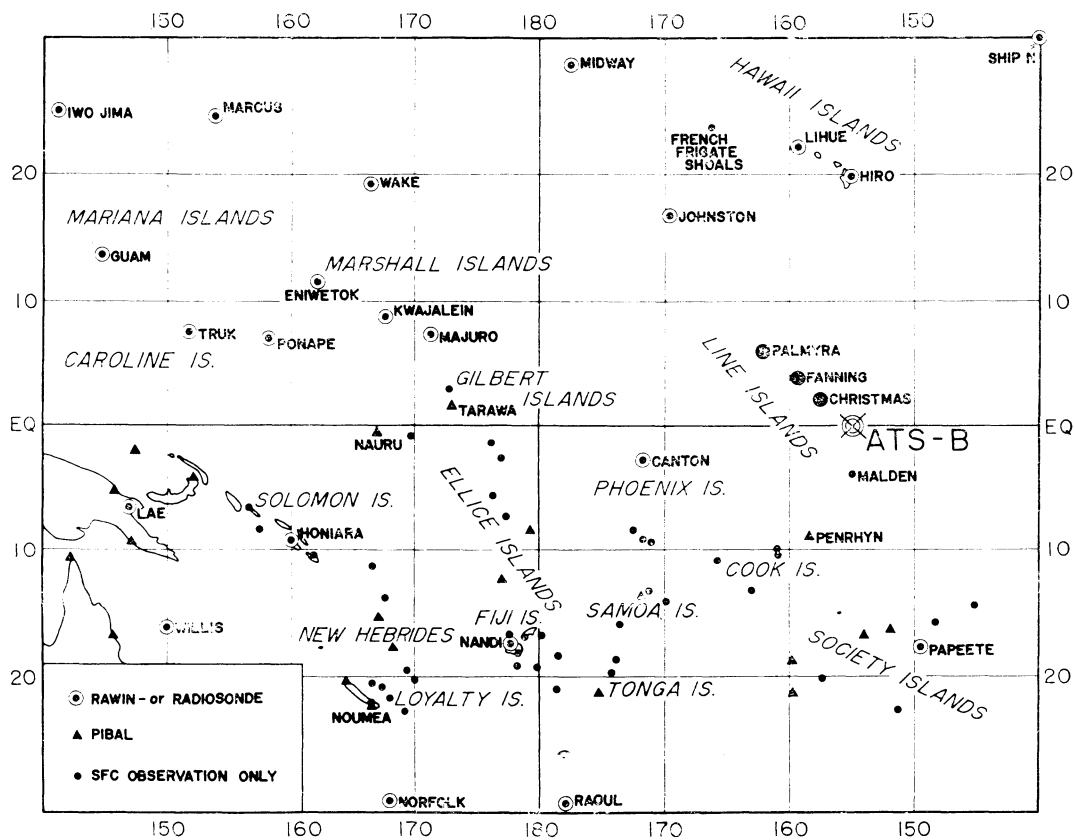 150 160 170 180 170 160 150
SHIP N
MIDWAY
HAWAII ISLANDS
IWO JIMA
MARCUS
FRENCH
FRIGATE
SHOALS
LIHUE
20 20
WAKE
HIRO
MARIANA ISLANDS
JOHNSTON
GUAM
MARSHALL ISLANDS
ENIWETOK
10 10
KWAJALEIN
TRUK
PONAPE
MAJURO
CAROLINE IS.
LINE ISLANDS
PALMYRA
FANNING
CHRISTMAS
GILBERT
ISLANDS
TARAWA
EQ EQ
NAURU
ATS-B
CANTON
MALDEN
PHOENIX IS.
SOLOMON IS.
ELLICE ISLANDS
LAE
HONIARA
PENRHYN
10 10
COOK IS.
SAMOA IS.
FIJI IS.
WILLIS
NEW HEBRIDES
NANDI
SOCIETY ISLANDS
PAPEETE
20 20
LOYALTY IS.
TONGA IS.
NOUMEA
RAWIN- or RADIOSONDE
PIBAL
SFC OBSERVATION ONLY
NORFOLK
RAOUL
150 160 170 180 170 160 150